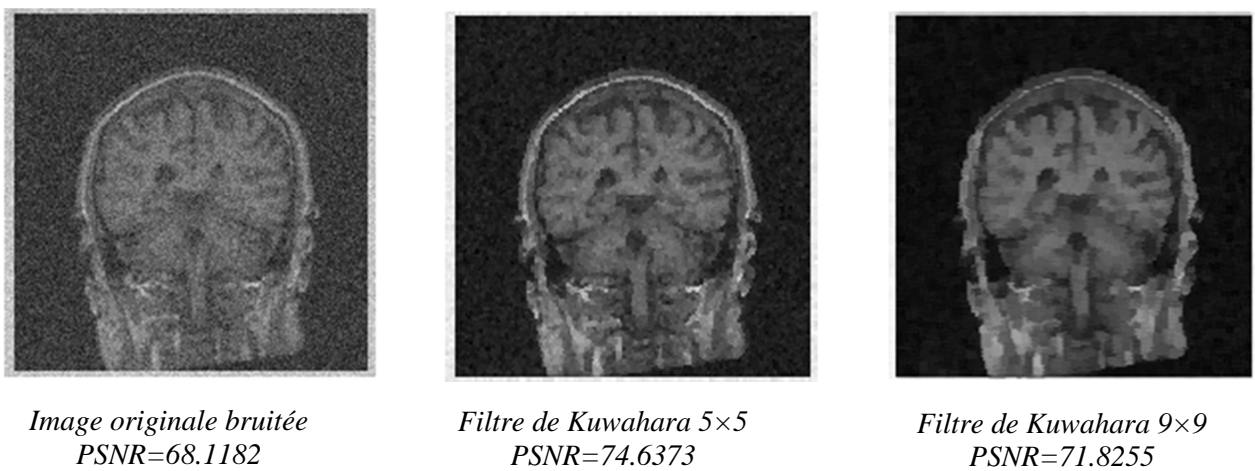 Image originale bruitée
PSNR=68.1182
Filtre de Kuwahara 5×5
PSNR=74.6373
Filtre de Kuwahara 9×9
PSNR=71.8255